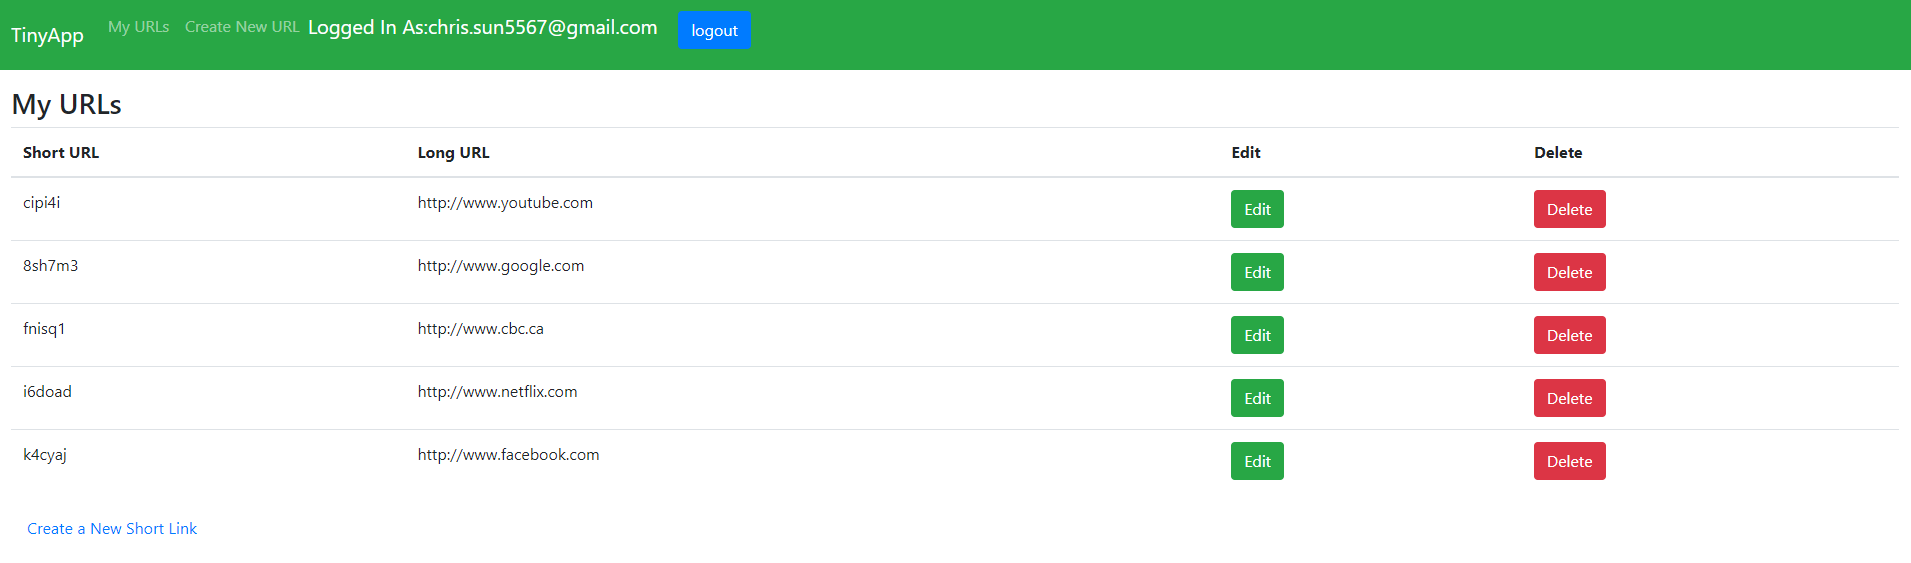 TinyApp My URLs Create New URL Logged In As:chris.sun5567@gmail.com logout
My URLs
Short URL Long URL Edit Delete
cipi4i http://www.youtube.com Edit Delete
8sh7m3 http://www.google.com Edit Delete
fnisq1 http://www.cbc.ca Edit Delete
i6doad http://www.netflix.com Edit Delete
k4cyaj http://www.facebook.com Edit Delete
Create a New Short Link